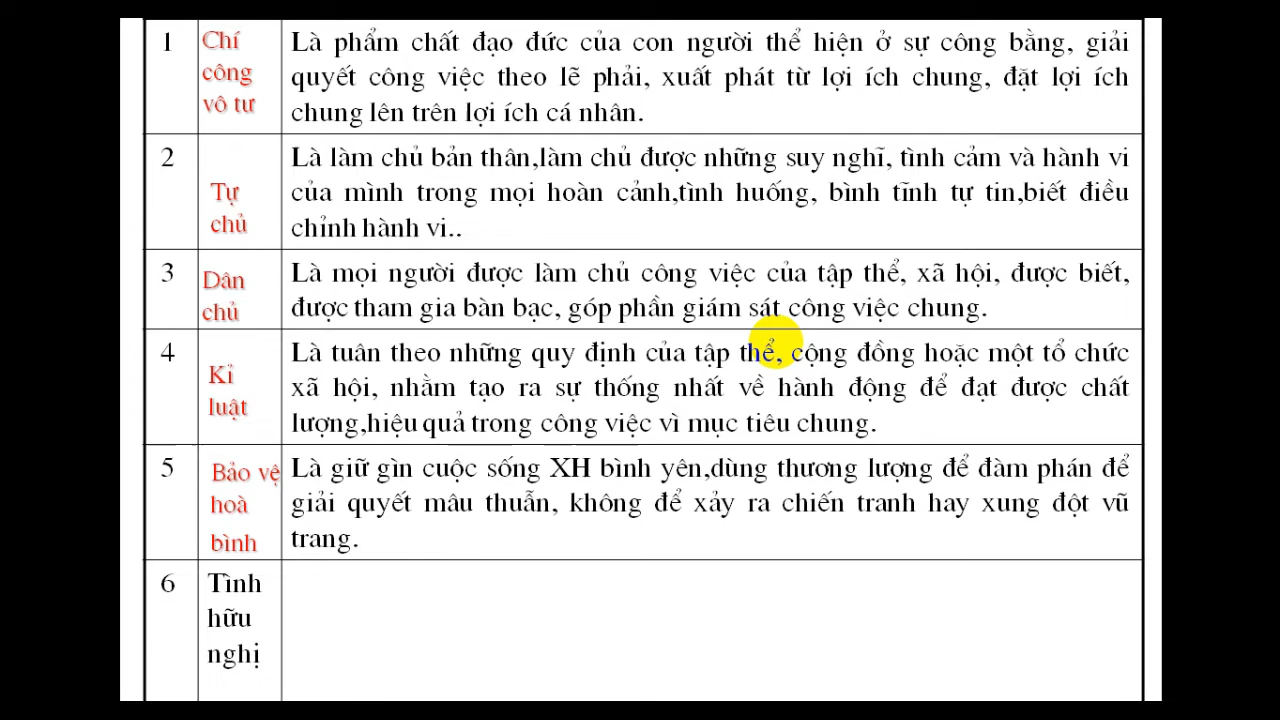 1
Chí
công
vô tư
Là phẩm chất đạo đức của con người thể hiện ở sự công bằng, giải
quyết công việc theo lẽ phải, xuất phát từ lợi ích chung, đặt lợi ích
chung lên trên lợi ích cá nhân.
2
Tự
chủ
Là làm chủ bản thân,làm chủ được những suy nghĩ, tình cảm và hành vi
của mình trong mọi hoàn cảnh,tình huống, bình tĩnh tự tin,biết điều
chỉnh hành vi..
3
Dân
chủ
Là mọi người được làm chủ công việc của tập thể, xã hội, được biết,
được tham gia bàn bạc, góp phần giám sát công việc chung.
4
Kỉ
luật
Là tuân theo những quy định của tập thể, cộng đồng hoặc một tổ chức
xã hội, nhằm tạo ra sự thống nhất về hành động để đạt được chất
lượng,hiệu quả trong công việc vì mục tiêu chung.
5
Bảo vệ
hoà
bình
Là giữ gìn cuộc sống XH bình yên,dùng thương lượng để đàm phán để
giải quyết mâu thuẫn, không để xảy ra chiến tranh hay xung đột vũ
trang.
6
Tình
hữu
nghị